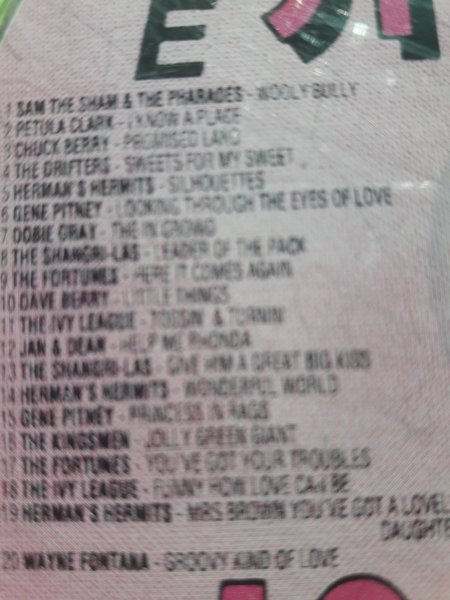 E
1 SAM THE SHAM & THE PHARAOES - WOOLY BULLY
2 PETULA CLARK - I KNOW A PLACE
3 CHUCK BERRY - PROMISED LAND
4 THE DRIFTERS - SWEETS FOR MY SWEET
5 HERMAN'S HERMITS - SILHOUETTES
6 GENE PITNEY - LOOKING THROUGH THE EYES OF LOVE
7 DOBIE GRAY - THE IN CROWD
8 THE SHANGRI-LAS - LEADER OF THE PACK
9 THE FORTUNES - HERE IT COMES AGAIN
10 DAVE BERRY - LITTLE THINGS
11 THE IVY LEAGUE - TOSSIN' & TURNIN'
12 JAN & DEAN - HELP ME RHONDA
13 THE SHANGRI-LAS - GIVE HIM A GREAT BIG KISS
14 HERMAN'S HERMITS - WONDERFUL WORLD
15 GENE PITNEY - PRINCESS IN RAGS
16 THE KINGSMEN - JOLLY GREEN GIANT
17 THE FORTUNES - YOU'VE GOT YOUR TROUBLES
18 THE IVY LEAGUE - FUNNY HOW LOVE CAN BE
19 HERMAN'S HERMITS - MRS BROWN YOU'VE GOT A LOVEL
DAUGHTE
20 WAYNE FONTANA - GROOVY KIND OF LOVE